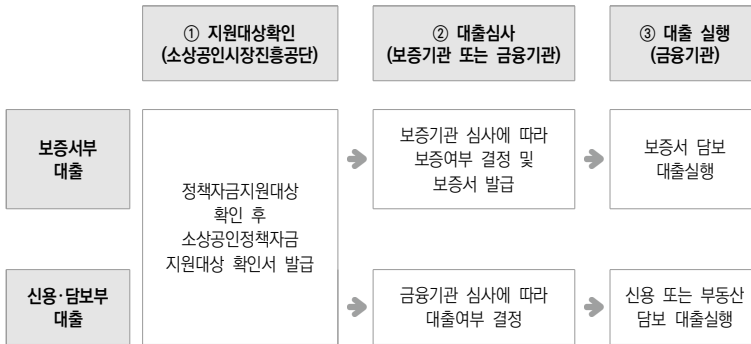 ① 지원대상확인
(소상공인시장진흥공단)
② 대출심사
(보증기관 또는 금융기관)
③ 대출 실행
(금융기관)
보증서부
대출
정책자금지원대상
확인 후
소상공인정책자금
지원대상 확인서 발급
보증기관 심사에 따라
보증여부 결정 및
보증서 발급
보증서 담보
대출실행
신용·담보부
대출
금융기관 심사에 따라
대출여부 결정
신용 또는 부동산
담보 대출실행